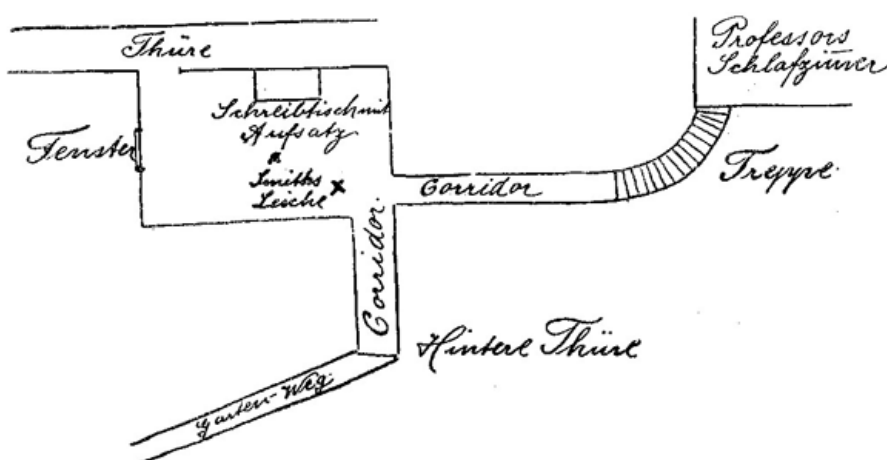 Thüre
Professors
Schlafzimmer
Schreibtisch mit
Aufsatz
Fenster
Smiths
Leiche
Corridor
Treppe.
Corridor.
Hintere Thüre
Garten-Weg.